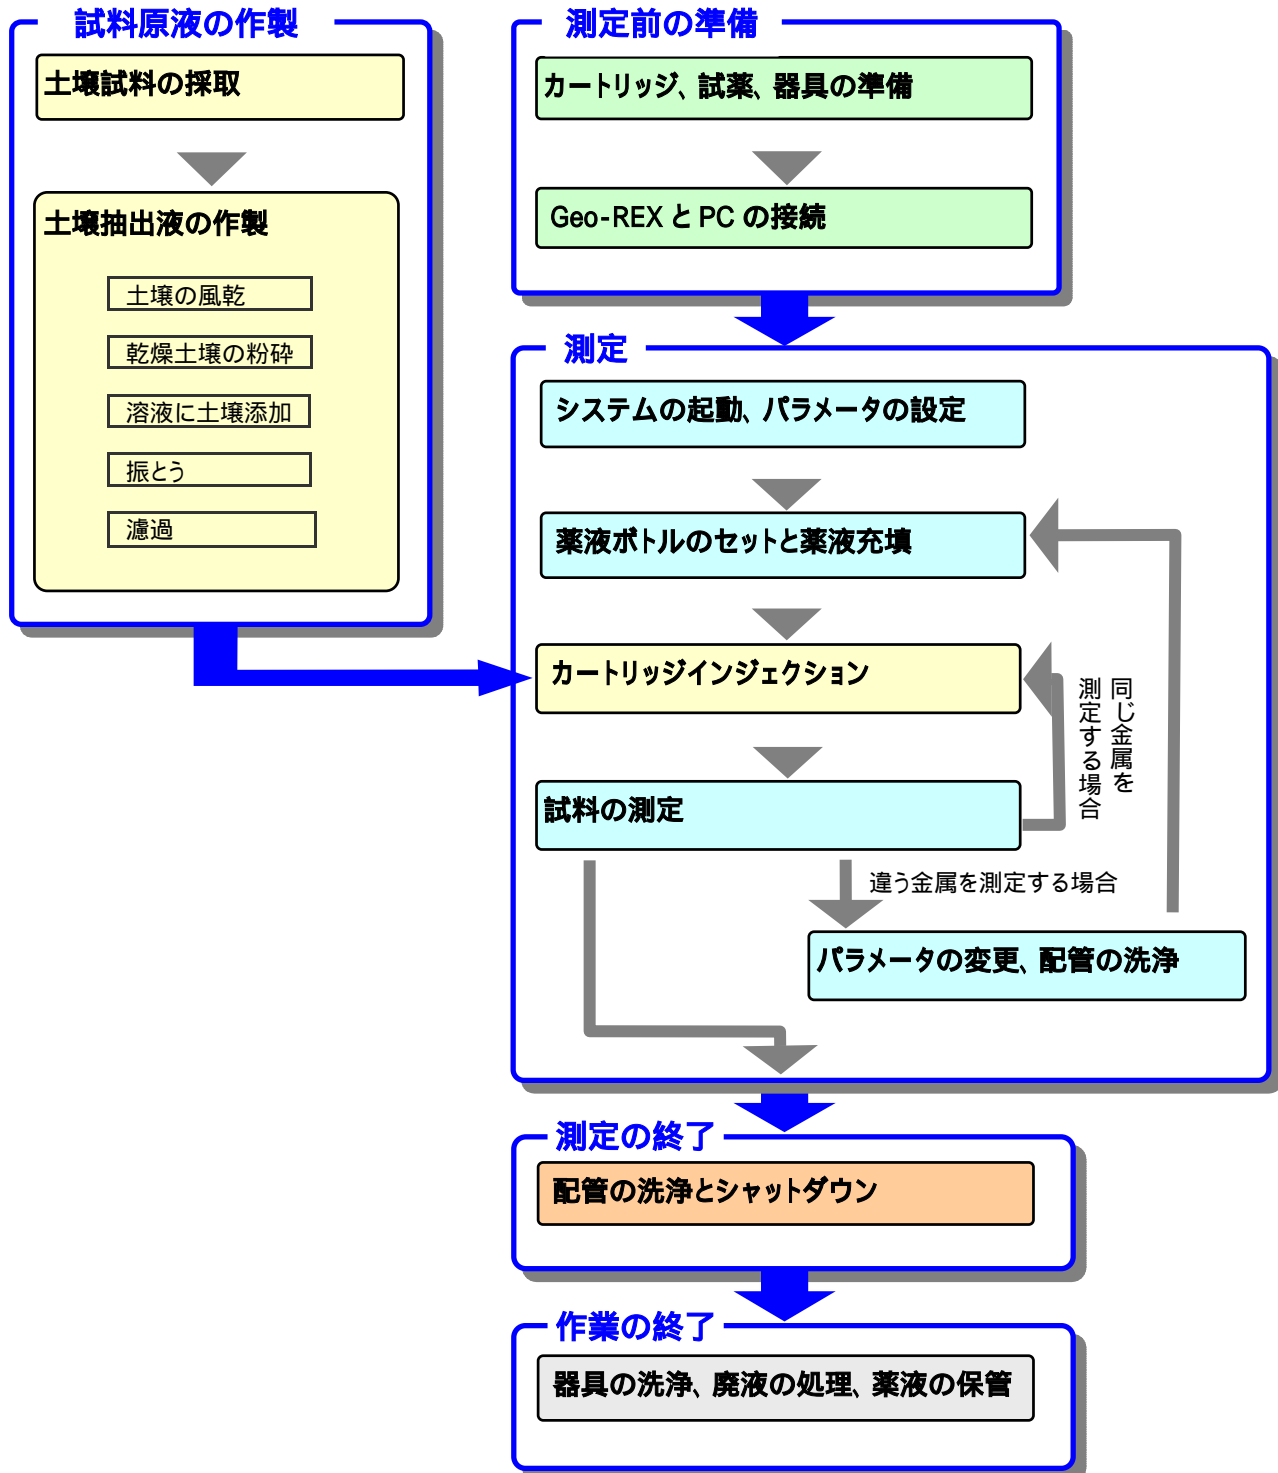 試料原液の作製
土壌試料の採取
土壌抽出液の作製
土壌の風乾
乾燥土壌の粉砕
溶液に土壌添加
振とう
濾過
測定前の準備
カートリッジ、試薬、器具の準備
Geo-REX と PC の接続
測定
システムの起動、パラメータの設定
薬液ボトルのセットと薬液充填
カートリッジインジェクション
同じ金属を
測定する場合
試料の測定
違う金属を測定する場合
パラメータの変更、配管の洗浄
測定の終了
配管の洗浄とシャットダウン
作業の終了
器具の洗浄、廃液の処理、薬液の保管